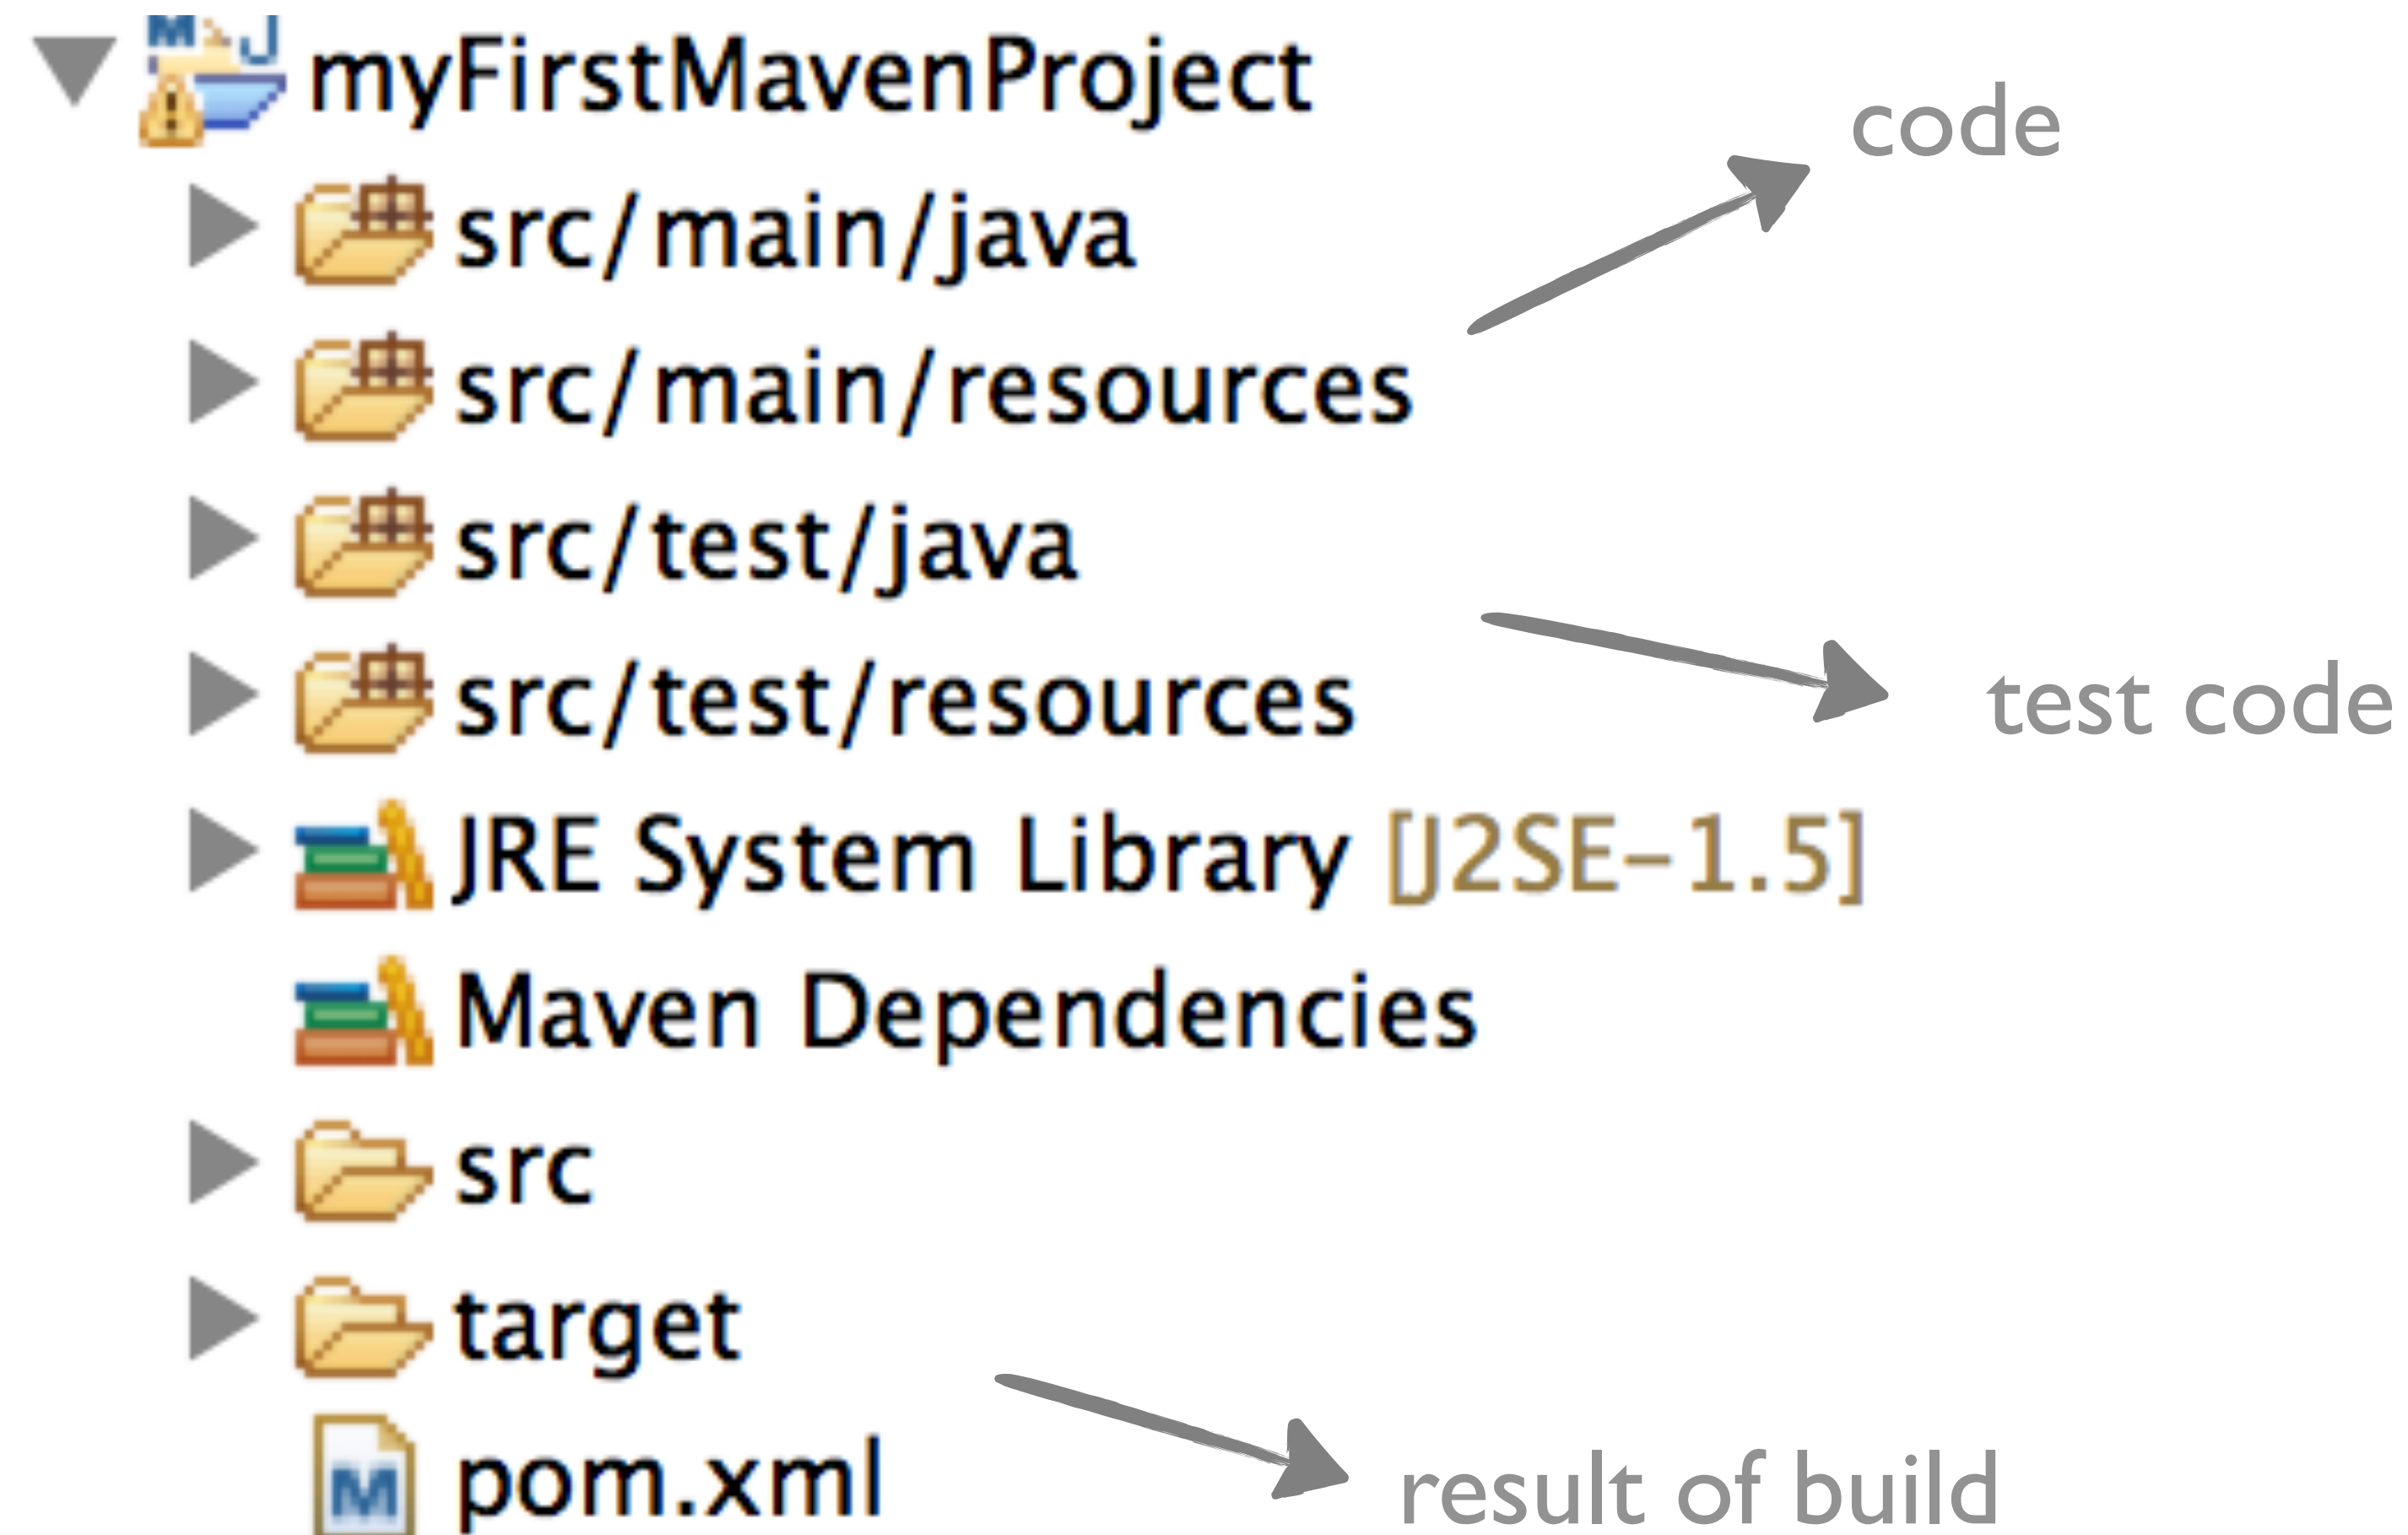 myFirstMavenProject
code
src/main/java
src/main/resources
src/test/java
src/test/resources
test code
JRE System Library [J2SE-1.5]
Maven Dependencies
src
target
pom.xml
result of build